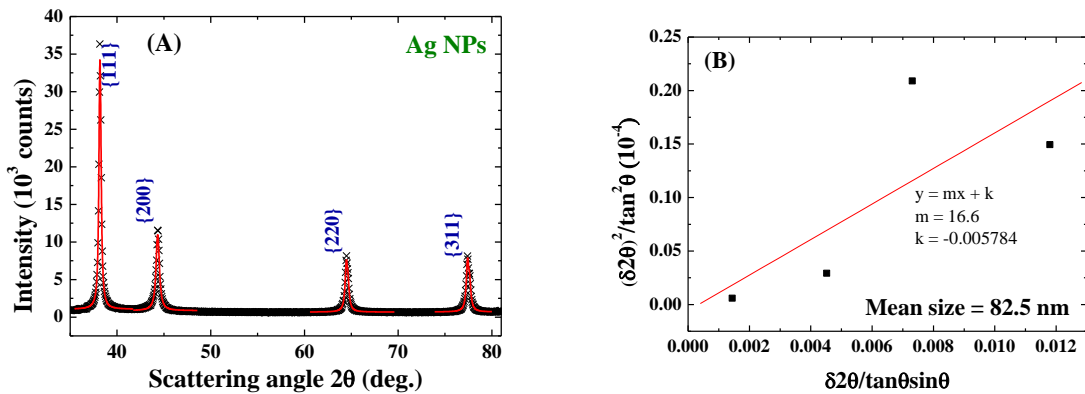 (A)
Ag NPs
{111}
{200}
{220}
{311}
Intensity (10³ counts)
40
35
30
25
20
15
10
5
0
40 50 60 70 80
Scattering angle 2θ (deg.)
(B)
(δ2θ)²/tan²θ (10⁻⁴)
0.25
0.20
0.15
0.10
0.05
0.00
y = mx + k
m = 16.6
k = -0.005784
Mean size = 82.5 nm
0.000 0.002 0.004 0.006 0.008 0.010 0.012
δ2θ/tanθsinθ